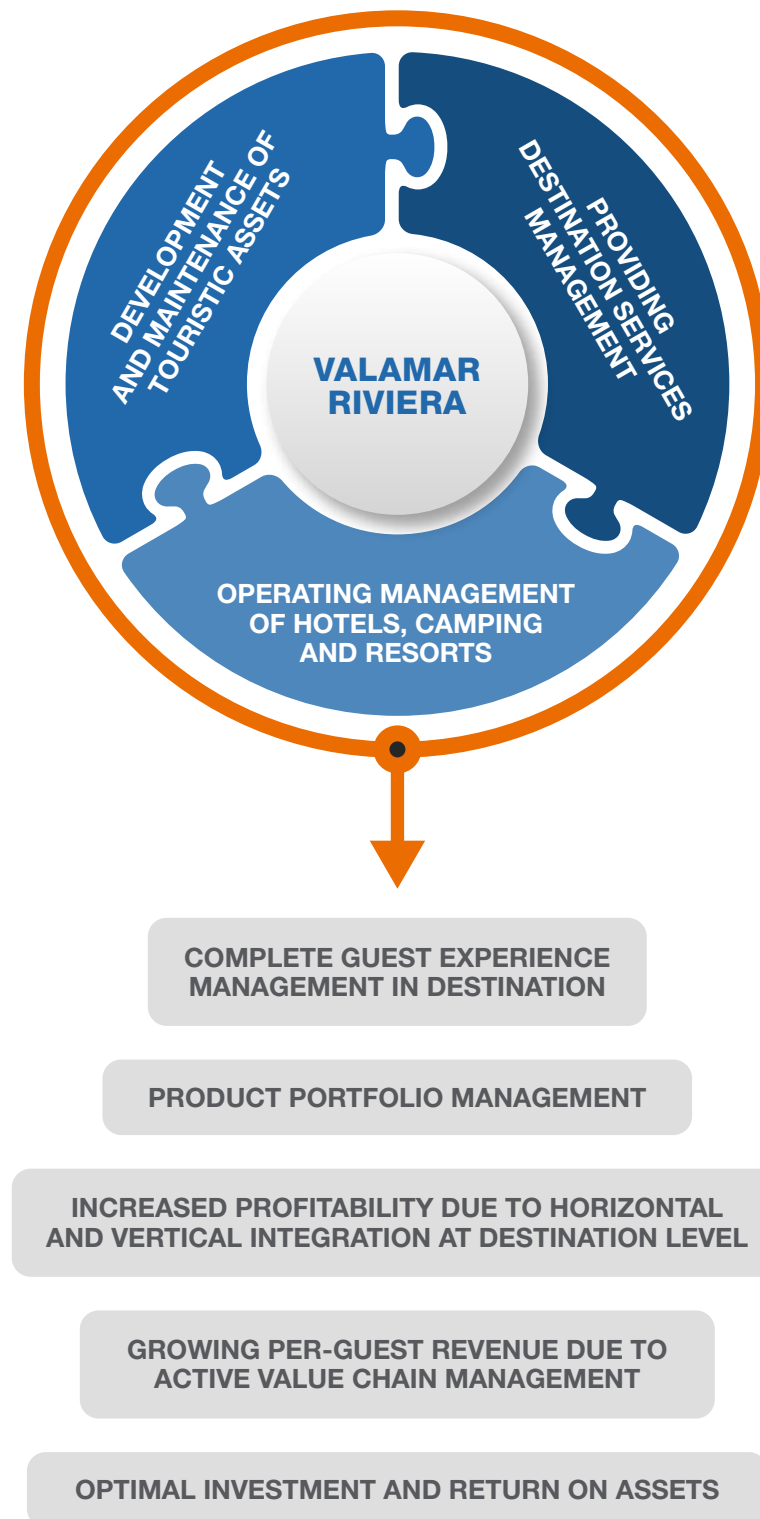 DEVELOPMENT
AND MAINTENANCE OF
TOURISTIC ASSETS
PROVIDING
DESTINATION SERVICES
MANAGEMENT
VALAMAR
RIVIERA
OPERATING MANAGEMENT
OF HOTELS, CAMPING
AND RESORTS
COMPLETE GUEST EXPERIENCE
MANAGEMENT IN DESTINATION
PRODUCT PORTFOLIO MANAGEMENT
INCREASED PROFITABILITY DUE TO HORIZONTAL
AND VERTICAL INTEGRATION AT DESTINATION LEVEL
GROWING PER-GUEST REVENUE DUE TO
ACTIVE VALUE CHAIN MANAGEMENT
OPTIMAL INVESTMENT AND RETURN ON ASSETS